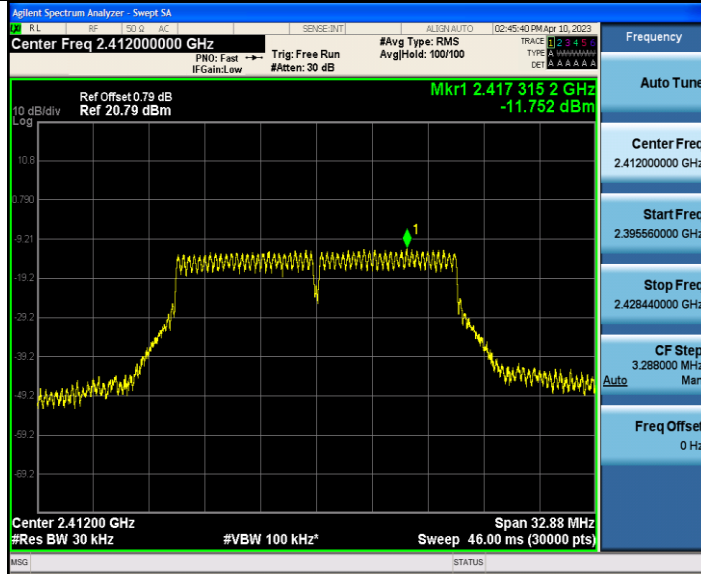 Agilent Spectrum Analyzer - Swept SA
RL RF 50 Ω AC SENSE:INT ALIGN AUTO 02:45:40 PM Apr 10, 2023
Center Freq 2.412000000 GHz
PNO: Fast
IFGain:Low
Trig: Free Run
#Atten: 30 dB
#Avg Type: RMS
Avg|Hold: 100/100
TRACE 1 2 3 4 5 6
TYPE A
DET A A A A A A
Ref Offset 0.79 dB
10 dB/div Ref 20.79 dBm
Log
Mkr1 2.417 315 2 GHz
-11.752 dBm
10.8
0.790
-9.21
-19.2
-29.2
-39.2
-49.2
-59.2
-69.2
1
Center 2.41200 GHz Span 32.88 MHz
#Res BW 30 kHz #VBW 100 kHz* Sweep 46.00 ms (30000 pts)
MSG STATUS
Frequency
Auto Tune
Center Freq
2.412000000 GHz
Start Freq
2.395560000 GHz
Stop Freq
2.428440000 GHz
CF Step
3.288000 MHz
Auto Man
Freq Offset
0 Hz